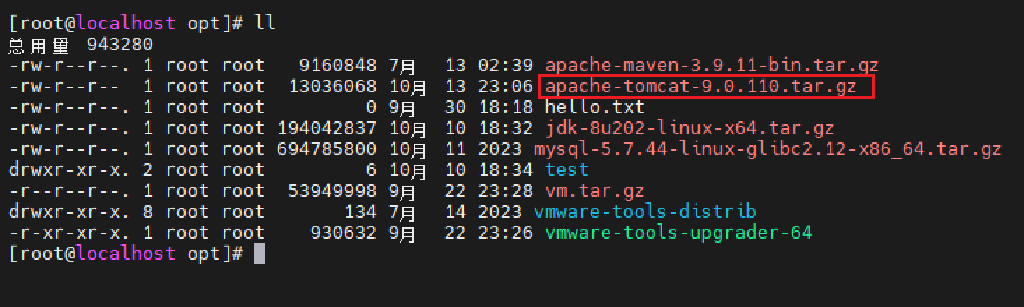 [root@localhost opt]# ll
总用量 943280
-rw-r--r--. 1 root root   9160848 7月   13 02:39 apache-maven-3.9.11-bin.tar.gz
-rw-r--r--  1 root root  13036068 10月  13 23:06 apache-tomcat-9.0.110.tar.gz
-rw-r--r--. 1 root root         0 9月   30 18:18 hello.txt
-rw-r--r--. 1 root root 194042837 10月  10 18:32 jdk-8u202-linux-x64.tar.gz
-rw-r--r--. 1 root root 694785800 10月  11 2023 mysql-5.7.44-linux-glibc2.12-x86_64.tar.gz
drwxr-xr-x. 2 root root         6 10月  10 18:34 test
-r--r--r--. 1 root root  53949998 9月   22 23:28 vm.tar.gz
drwxr-xr-x. 8 root root       134 7月   14 2023 vmware-tools-distrib
-r-xr-xr-x. 1 root root    930632 9月   22 23:26 vmware-tools-upgrader-64
[root@localhost opt]#